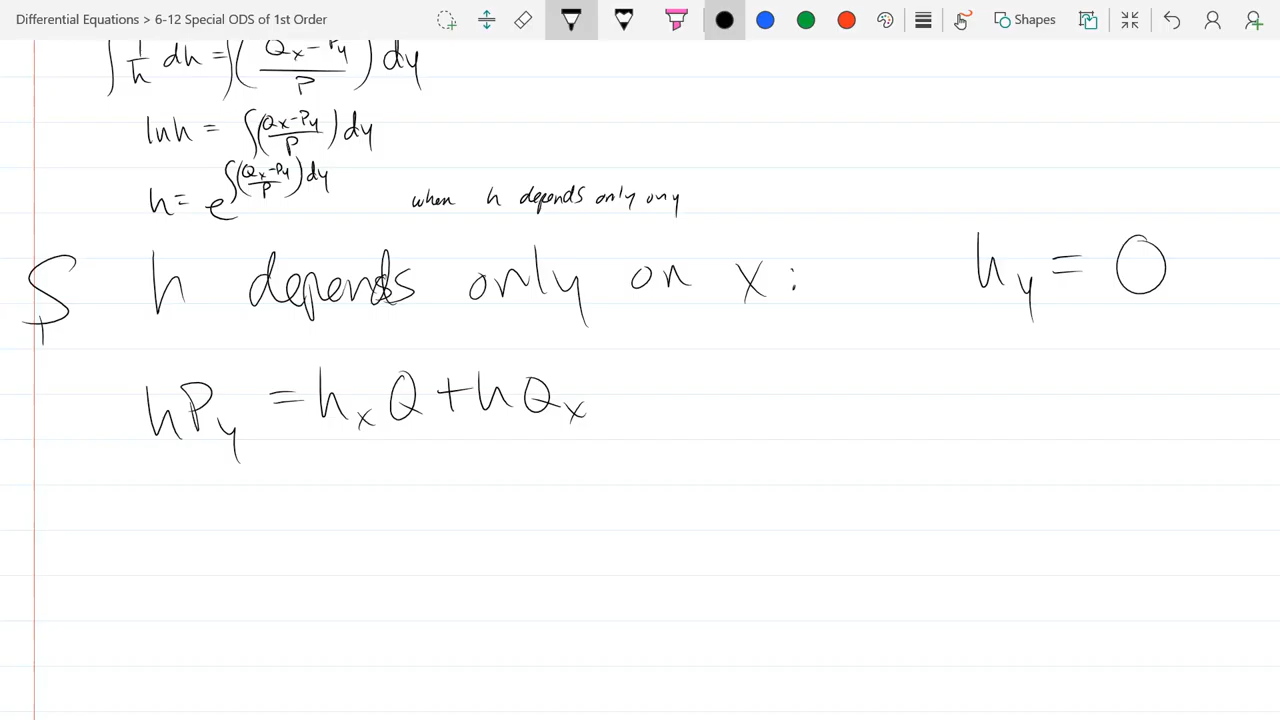 Differential Equations > 6-12 Special ODS of 1st Order
Shapes
∫ 1/h dh = ∫ ( (Qx - Py)/P ) dy
ln h = ∫ ( (Qx - Py)/P ) dy
h = e^{∫ ( (Qx - Py)/P ) dy} when h depends only on y
S h depends only on x : hy = 0
hPy = hxQ + hQx